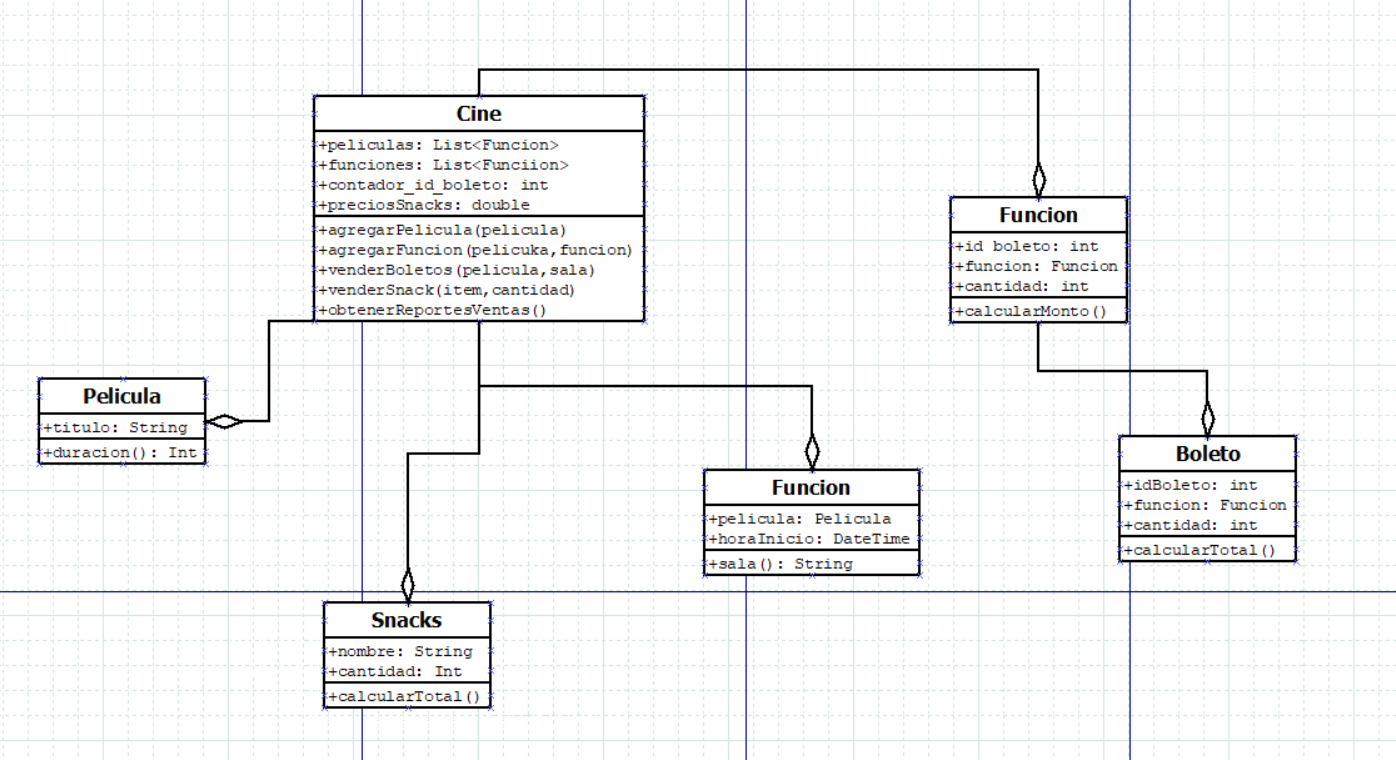 Cine
+peliculas: List<Funcion>
+funciones: List<Funciion>
+contador_id_boleto: int
+preciosSnacks: double
+agregarPelicula(pelicula)
+agregarFuncion(pelicuka,funcion)
+venderBoletos(pelicula,sala)
+venderSnack(item,cantidad)
+obtenerReportesVentas()
Funcion
+id boleto: int
+funcion: Funcion
+cantidad: int
+calcularMonto()
Pelicula
+titulo: String
+duracion(): Int
Funcion
+pelicula: Pelicula
+horaInicio: DateTime
+sala(): String
Boleto
+idBoleto: int
+funcion: Funcion
+cantidad: int
+calcularTotal()
Snacks
+nombre: String
+cantidad: Int
+calcularTotal()